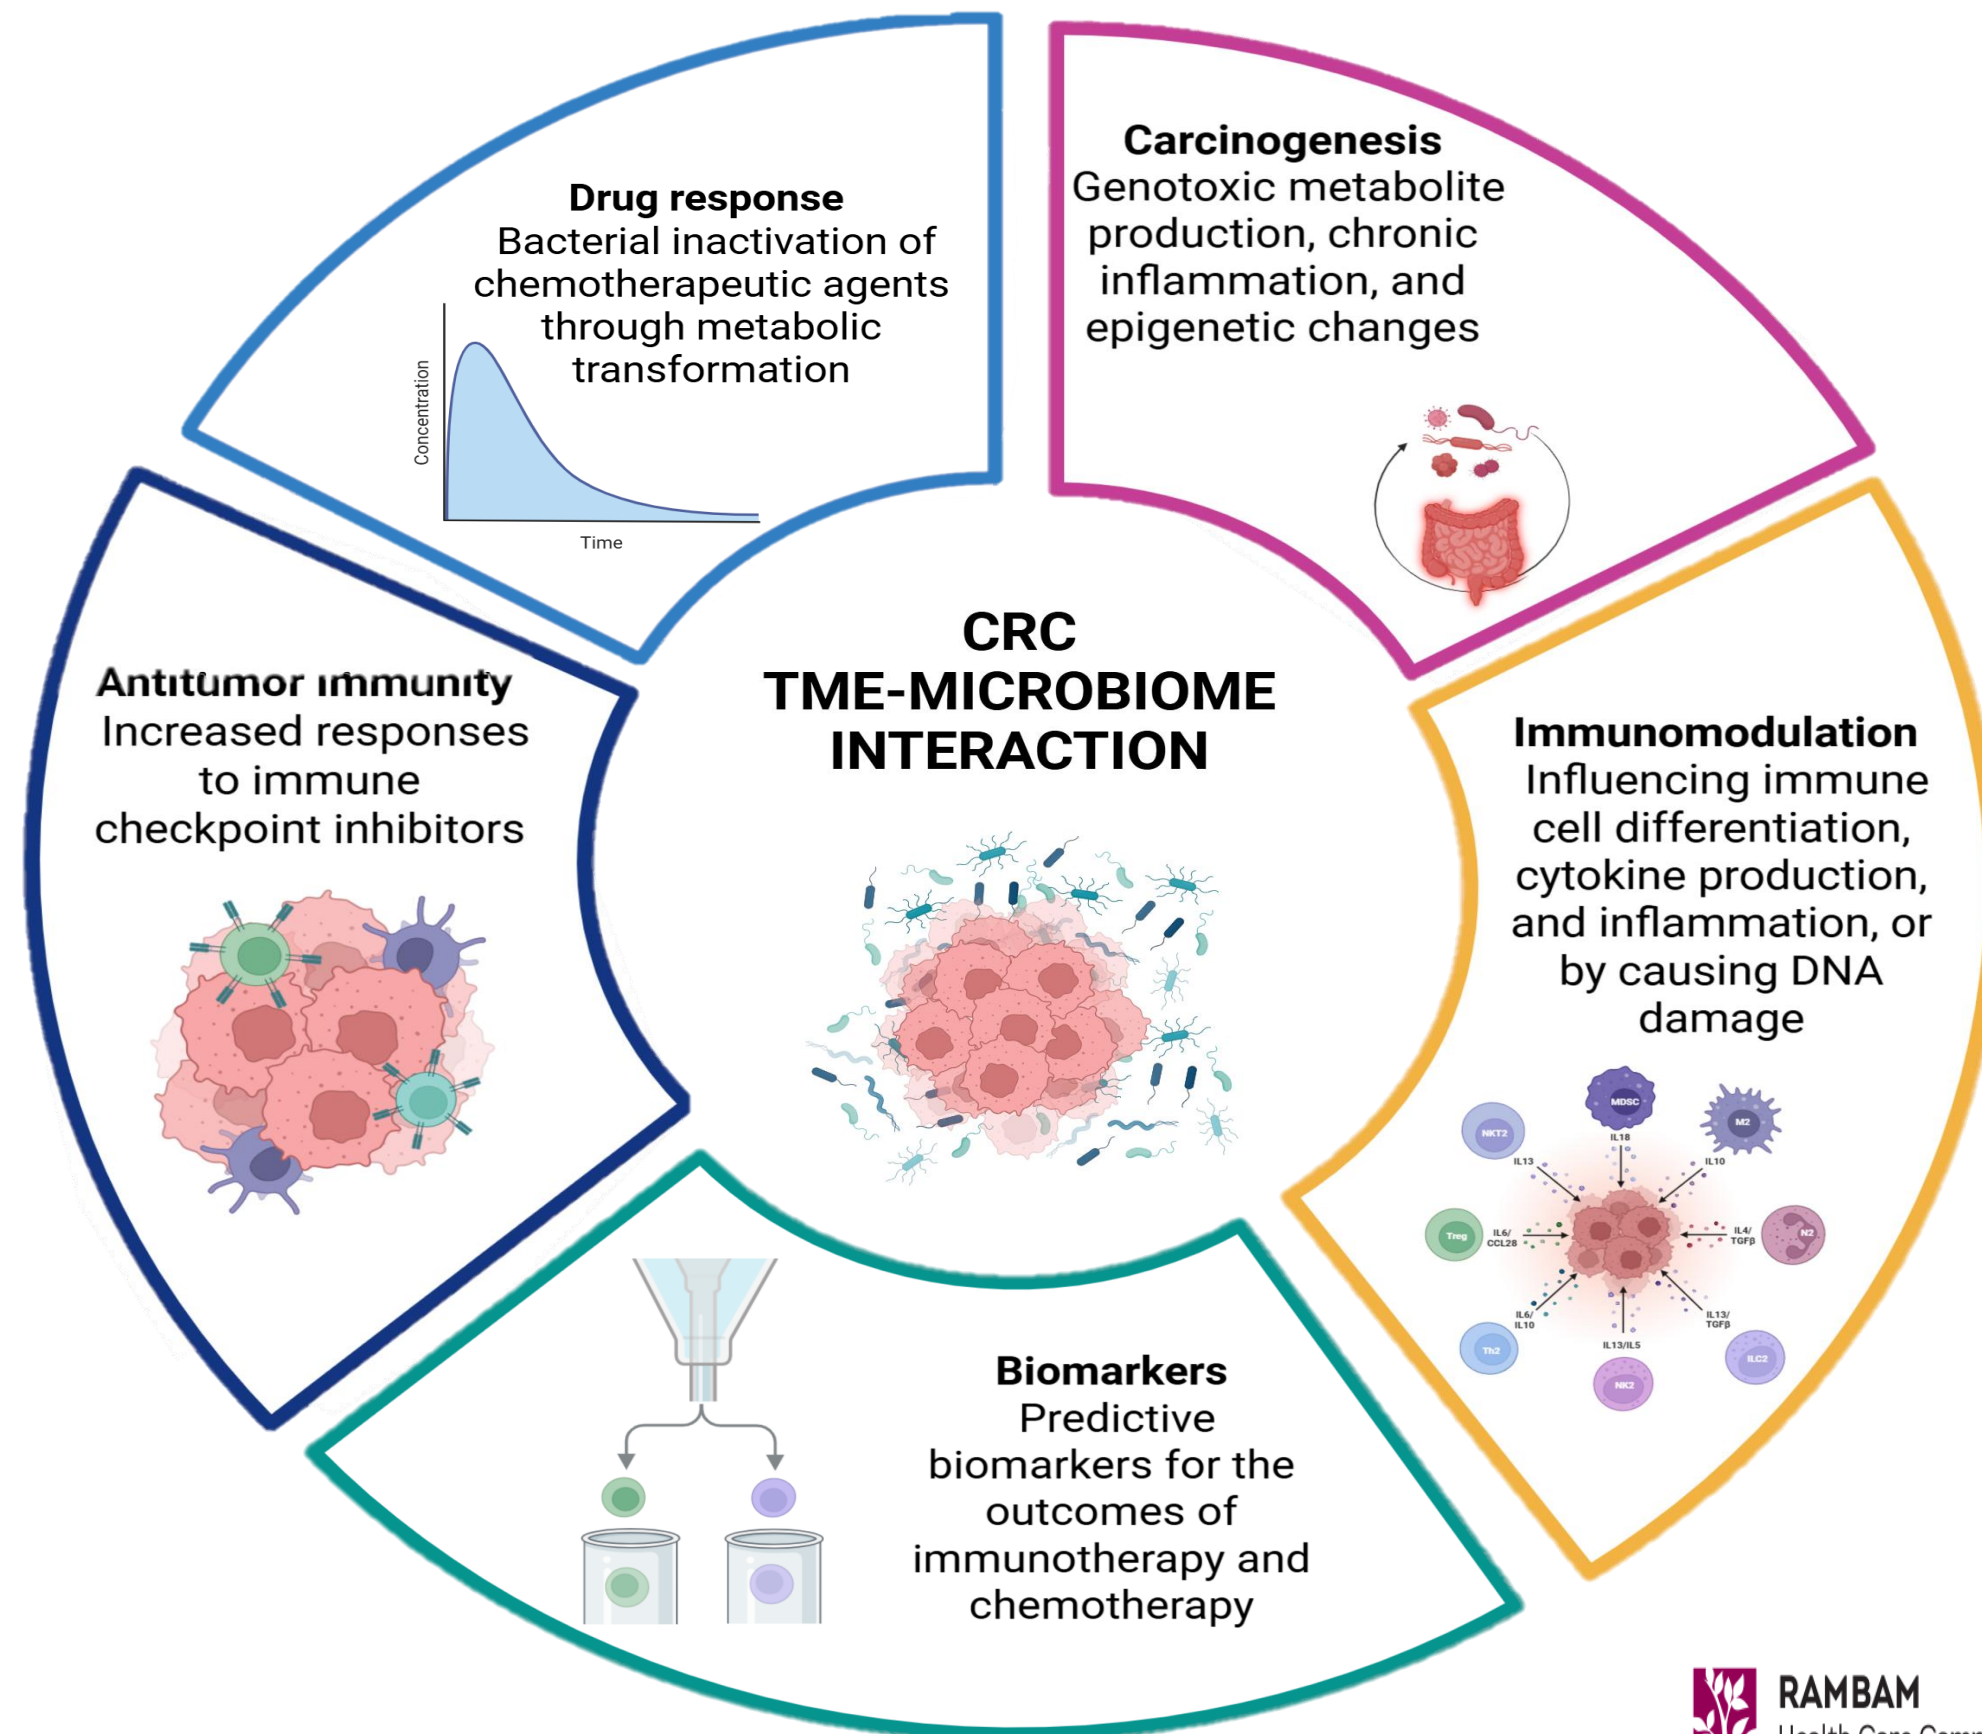 Drug response
Bacterial inactivation of
chemotherapeutic agents
through metabolic
transformation
Concentration
Time
Carcinogenesis
Genotoxic metabolite
production, chronic
inflammation, and
epigenetic changes
Antitumor immunity
Increased responses
to immune
checkpoint inhibitors
CRC
TME-MICROBIOME
INTERACTION
Immunomodulation
Influencing immune
cell differentiation,
cytokine production,
and inflammation, or
by causing DNA
damage
MDSC
IL18
M2
IL10
NKT2
IL13
Treg
IL6/
CCL28
IL4/
TGFβ
N2
IL6/
IL10
Th2
IL13/IL5
NK2
IL13/
TGFβ
ILC2
Biomarkers
Predictive
biomarkers for the
outcomes of
immunotherapy and
chemotherapy
RAMBAM
Health Care